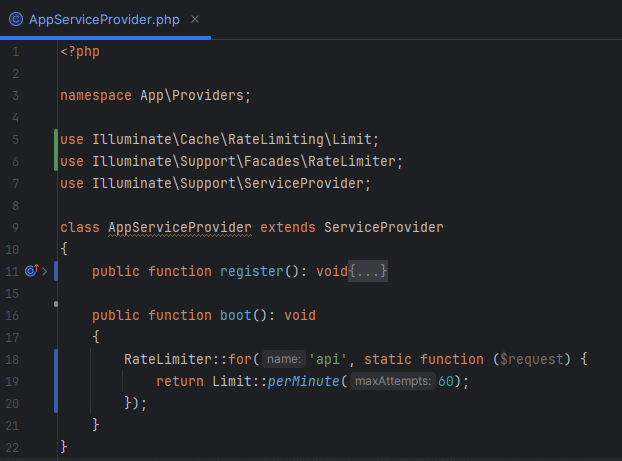 AppServiceProvider.php
1 <?php
2
3 namespace App\Providers;
4
5 use Illuminate\Cache\RateLimiting\Limit;
6 use Illuminate\Support\Facades\RateLimiter;
7 use Illuminate\Support\ServiceProvider;
8
9 class AppServiceProvider extends ServiceProvider
10 {
11 public function register(): void{...}
15
16 public function boot(): void
17 {
18 RateLimiter::for( name: 'api', static function ($request) {
19 return Limit::perMinute( maxAttempts: 60);
20 });
21 }
22 }